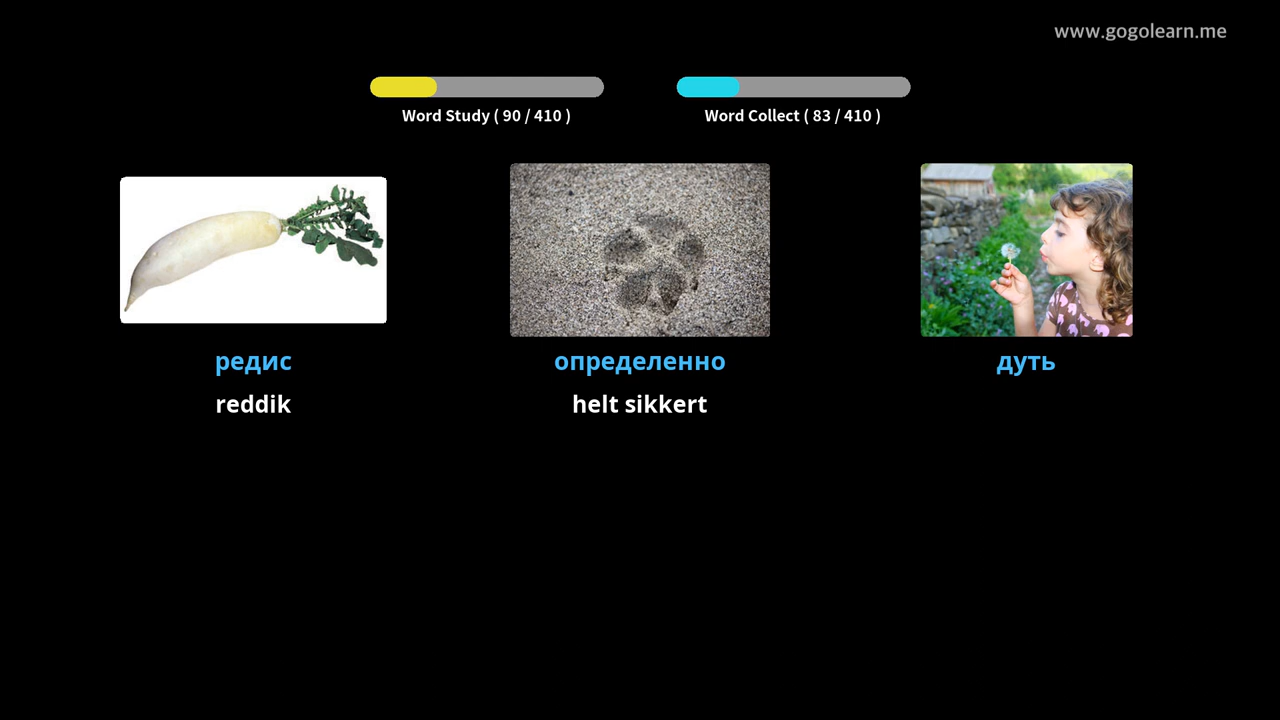 www.gogolearn.me
Word Study ( 90 / 410 )
Word Collect ( 83 / 410 )
редис
определенно
дуть
reddik
helt sikkert